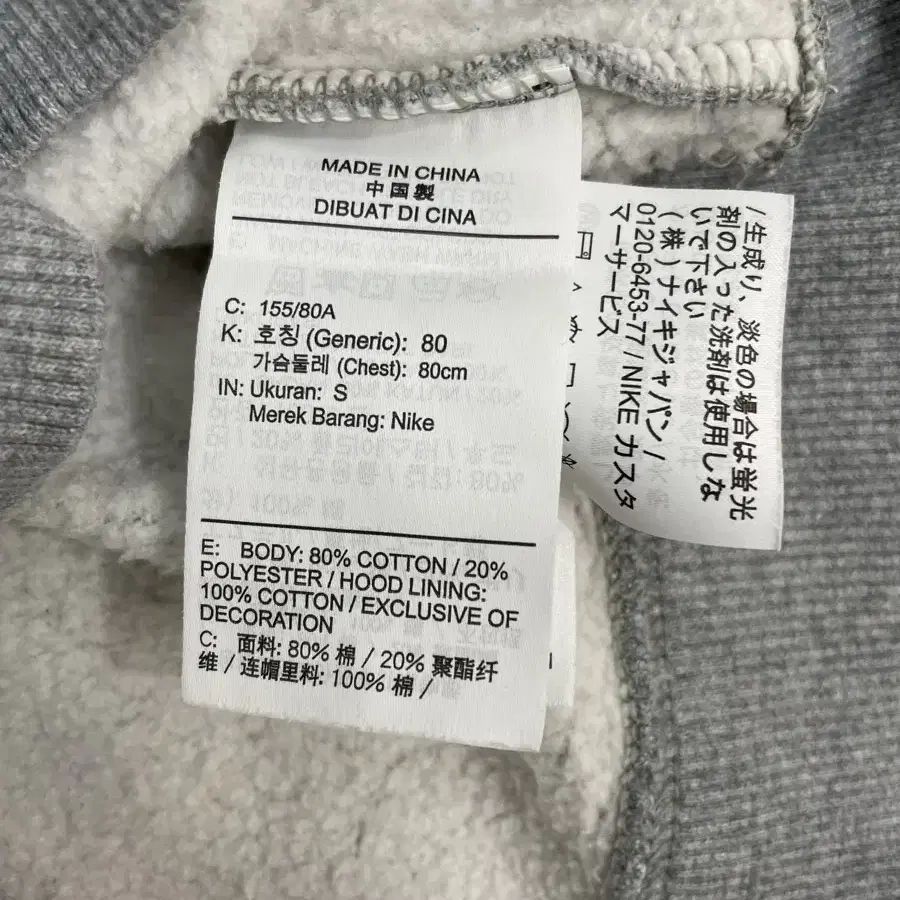 MADE IN CHINA
中国製
DIBUAT DI CINA
C: 155/80A
K: 호칭 (Generic): 80
가슴둘레 (Chest): 80cm
IN: Ukuran: S
Merek Barang: Nike
E: BODY: 80% COTTON / 20%
POLYESTER / HOOD LINING:
100% COTTON / EXCLUSIVE OF
DECORATION
C: 面料: 80% 棉 / 20% 聚酯纤
维 / 连帽里料: 100% 棉 /
/生成り、淡色の場合は蛍光
剤の入った洗剤は使用しな
いで下さい
(株)ナイキジャパン /
0120-6453-77 / NIKE カスタ
マーサービス